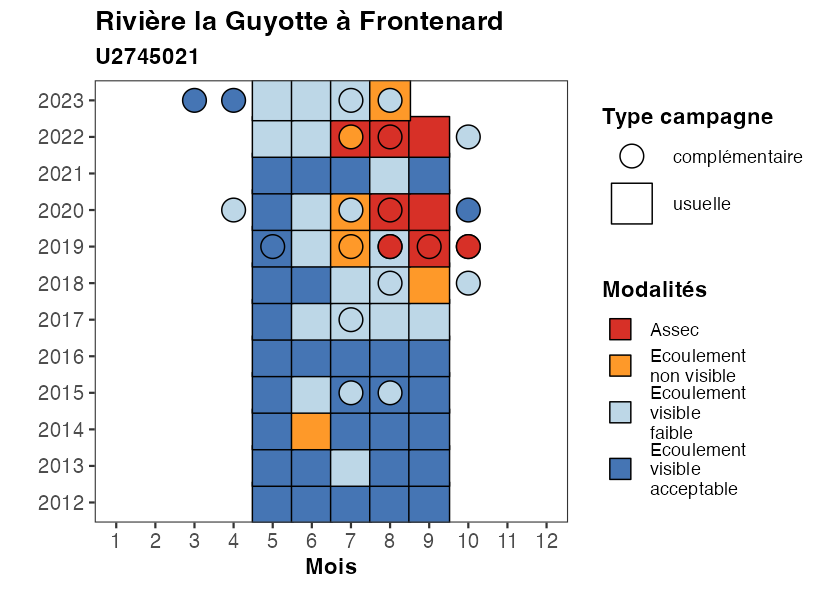 Rivière la Guyotte à Frontenard
U2745021
2023
2022
2021
2020
2019
2018
2017
2016
2015
2014
2013
2012
1 2 3 4 5 6 7 8 9 10 11 12
Mois
Type campagne
complémentaire
usuelle
Modalités
Assec
Ecoulement
non visible
Ecoulement
visible
faible
Ecoulement
visible
acceptable